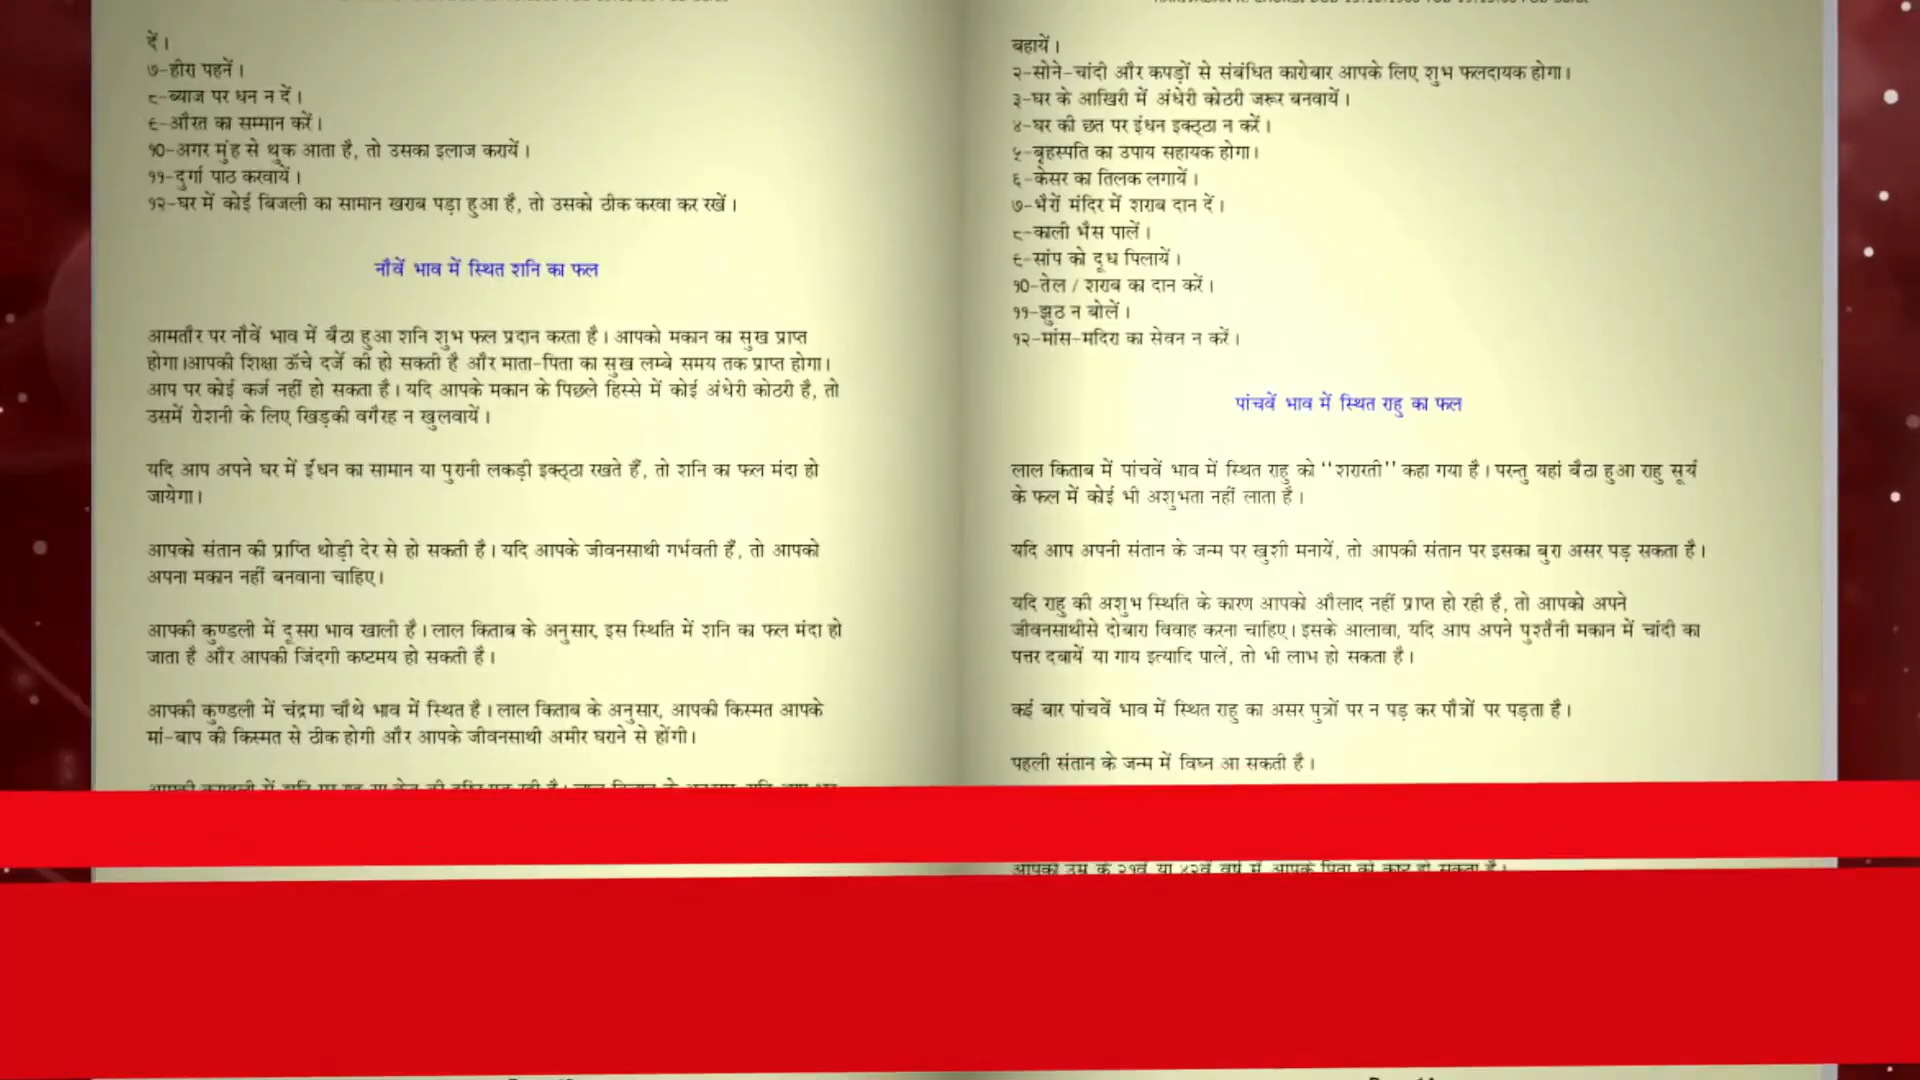 दें।
७-हीरा पहनें।
८-ब्याज पर धन न दें।
९-औरत का सम्मान करें।
१०-अगर मुंह से थुक आता है, तो उसका इलाज करायें।
११-दुर्गा पाठ करवायें।
१२-घर में कोई बिजली का सामान खराब पड़ा हुआ है, तो उसको ठीक करवा कर रखें।
नौवें भाव में स्थित शनि का फल
आमतौर पर नौवें भाव में बैठा हुआ शनि शुभ फल प्रदान करता है। आपको मकान का सुख प्राप्त
होगा।आपकी शिक्षा ऊँचे दर्जे की हो सकती है और माता-पिता का सुख लम्बे समय तक प्राप्त होगा।
आप पर कोई कर्ज नहीं हो सकता है। यदि आपके मकान के पिछले हिस्से में कोई अंधेरी कोठरी है, तो
उसमें रोशनी के लिए खिड़की वगैरह न खुलवायें।
यदि आप अपने घर में ईंधन का सामान या पुरानी लकड़ी इक्ठ्ठा रखते हैं, तो शनि का फल मंदा हो
जायेगा।
आपको संतान की प्राप्ति थोड़ी देर से हो सकती है। यदि आपके जीवनसाथी गर्भवती हैं, तो आपको
अपना मकान नहीं बनवाना चाहिए।
आपकी कुण्डली में दूसरा भाव खाली है। लाल किताब के अनुसार, इस स्थिति में शनि का फल मंदा हो
जाता है और आपकी जिंदगी कष्टमय हो सकती है।
आपकी कुण्डली में चंद्रमा चौथे भाव में स्थित है। लाल किताब के अनुसार, आपकी किस्मत आपके
मां-बाप की किस्मत से ठीक होगी और आपके जीवनसाथी अमीर घराने से होंगी।
बहायें।
२-सोने-चांदी और कपड़ों से संबंधित कारोबार आपके लिए शुभ फलदायक होगा।
३-घर के आखिरी में अंधेरी कोठरी जरूर बनवायें।
४-घर की छत पर इंधन इक्ठ्ठा न करें।
५-बृहस्पति का उपाय सहायक होगा।
६-केसर का तिलक लगायें।
७-भैरों मंदिर में शराब दान दें।
८-काली भैंस पालें।
९-सांप को दूध पिलायें।
१०-तेल / शराब का दान करें।
११-झुठ न बोलें।
१२-मांस-मदिरा का सेवन न करें।
पांचवें भाव में स्थित राहु का फल
लाल किताब में पांचवें भाव में स्थित राहु को ‘‘शरारती’’ कहा गया है। परन्तु यहां बैठा हुआ राहु सूर्य
के फल में कोई भी अशुभता नहीं लाता है।
यदि आप अपनी संतान के जन्म पर खुशी मनायें, तो आपकी संतान पर इसका बुरा असर पड़ सकता है।
यदि राहु की अशुभ स्थिति के कारण आपको औलाद नहीं प्राप्त हो रही है, तो आपको अपने
जीवनसाथीसे दोबारा विवाह करना चाहिए। इसके आलावा, यदि आप अपने पुश्तैनी मकान में चांदी का
पत्तर दबायें या गाय इत्यादि पालें, तो भी लाभ हो सकता है।
कई बार पांचवें भाव में स्थित राहु का असर पुत्रों पर न पड़ कर पौत्रों पर पड़ता है।
पहली संतान के जन्म में विघ्न आ सकती है।
आपकी उम्र के २१वें या ४२वें वर्ष में आपके पिता को कष्ट हो सकता है।